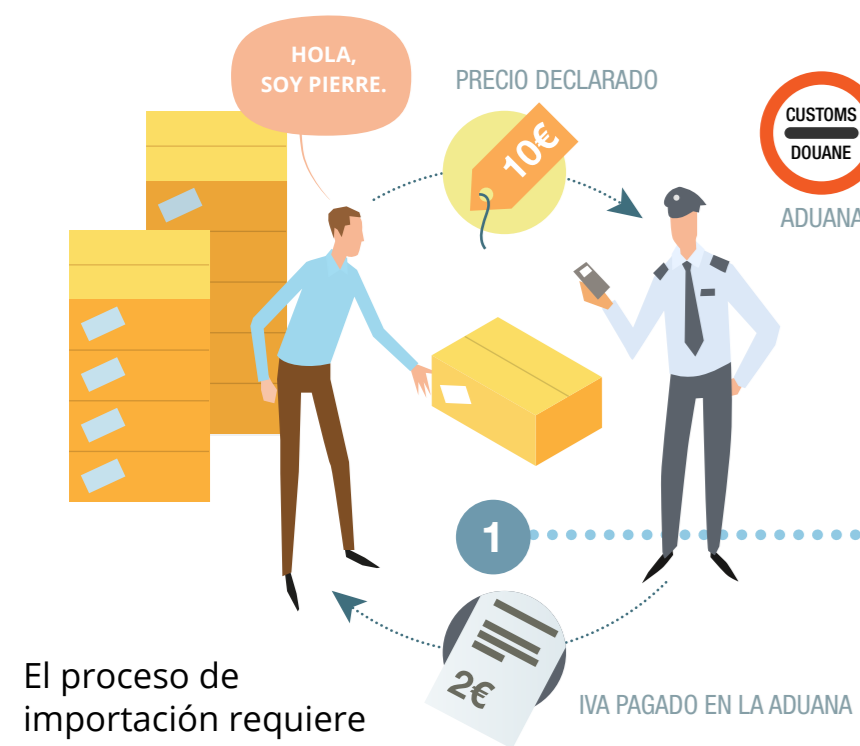 HOLA,
SOY PIERRE.
PRECIO DECLARADO
10€
CUSTOMS
DOUANE
ADUANA
1
2€
IVA PAGADO EN LA ADUANA
El proceso de
importación requiere